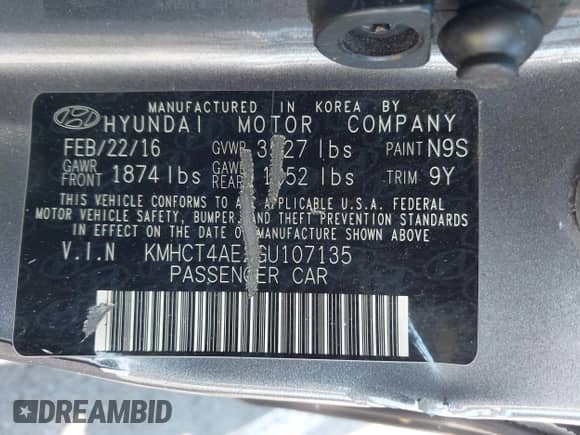 MANUFACTURED IN KOREA BY
HYUNDAI MOTOR COMPANY
FEB/22/16 GVWR lbs PAINT N9S
GAWR FRONT 1874 lbs GAWR REAR lbs TRIM 9Y
THIS VEHICLE CONFORMS TO ALL APPLICABLE U.S.A. FEDERAL
MOTOR VEHICLE SAFETY, BUMPER, AND THEFT PREVENTION STANDARDS
IN EFFECT ON THE DATE OF MANUFACTURE SHOWN ABOVE.
V.I.N
PASSENGER CAR
DREAMBID